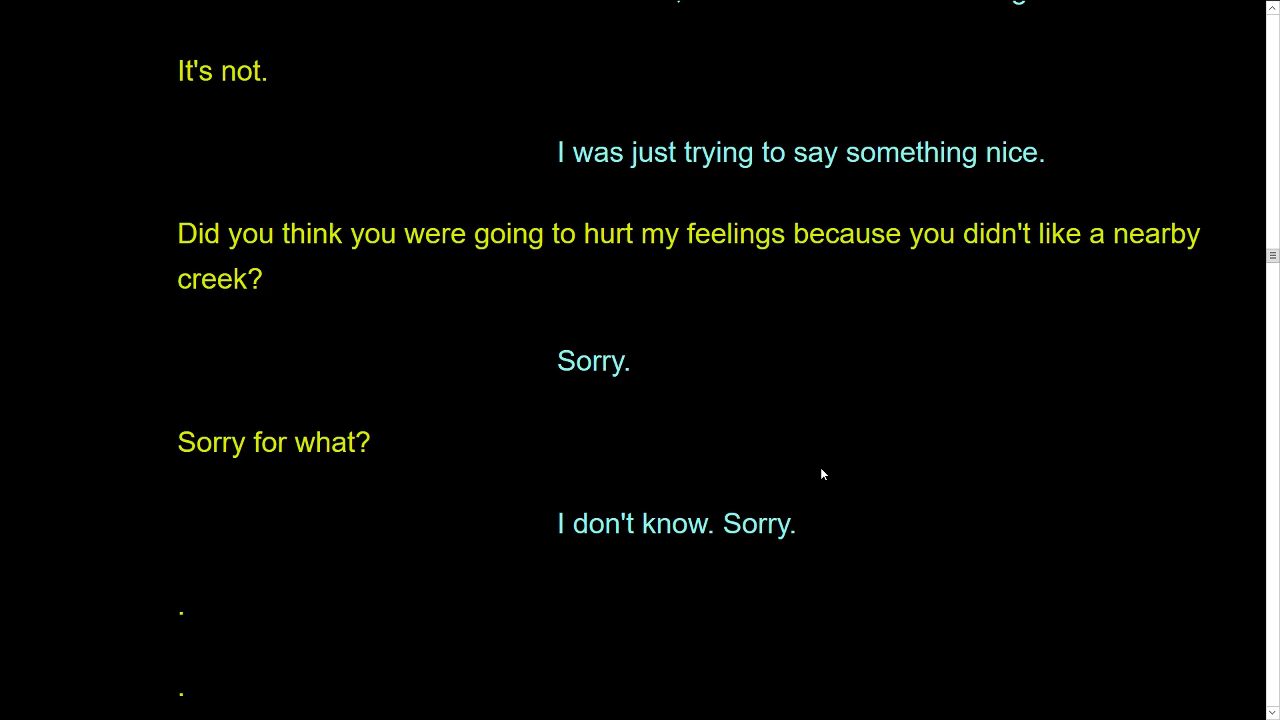 It's not.
I was just trying to say something nice.
Did you think you were going to hurt my feelings because you didn't like a nearby
creek?
Sorry.
Sorry for what?
I don't know. Sorry.
.
.